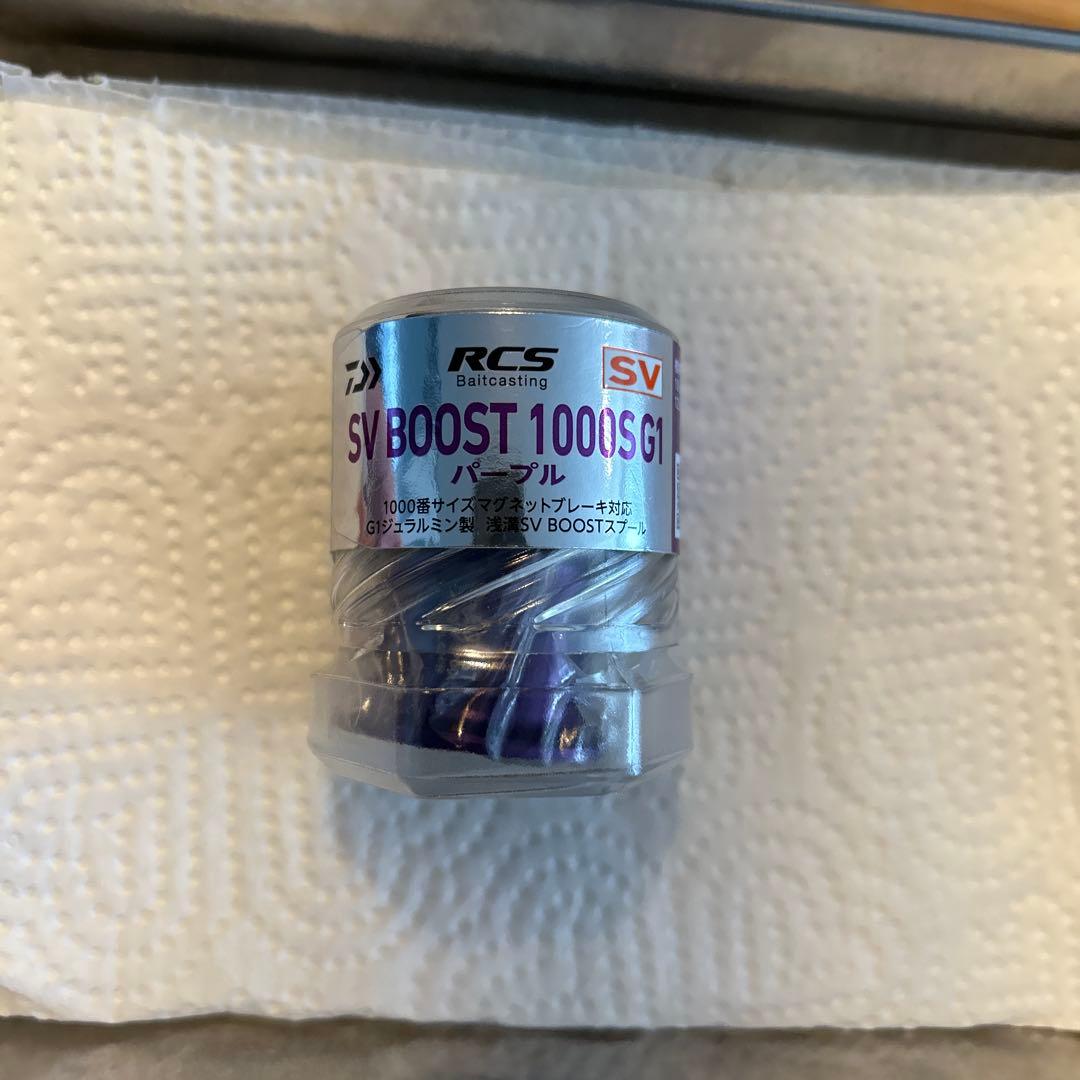 RCS
Baitcasting
SV
SV BOOST 1000S G1
パープル
1000番サイズマグネットブレーキ対応
G1ジュラルミン製 浅溝SV BOOSTスプール